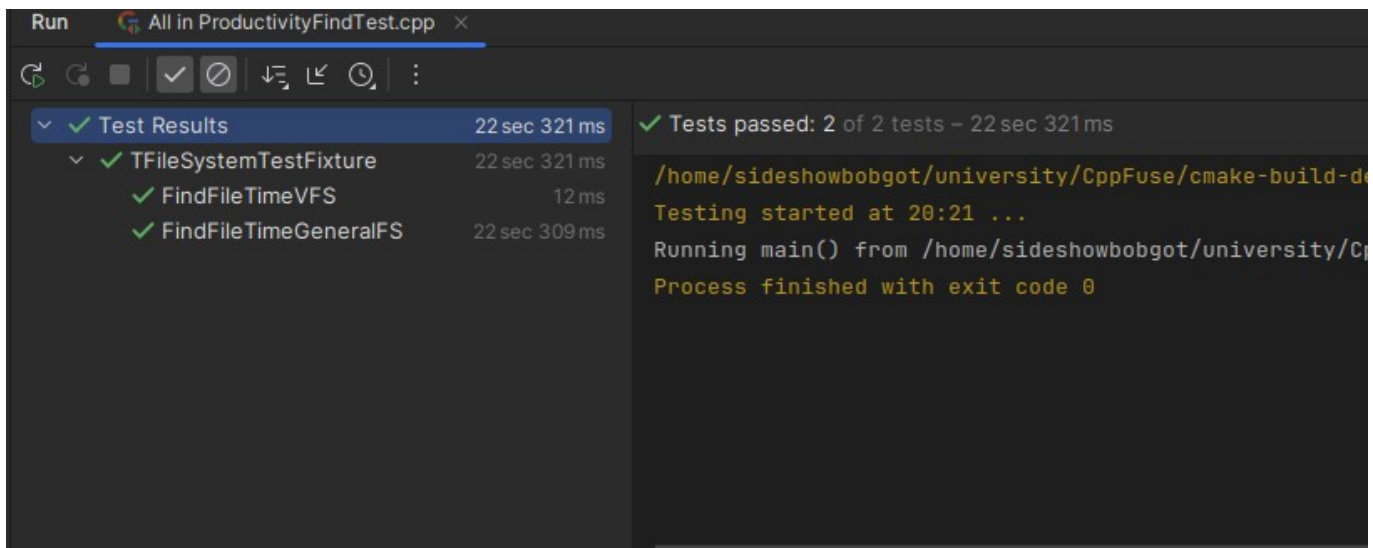 Run All in ProductivityFindTest.cpp
Test Results 22 sec 321 ms
TFileSystemTestFixture 22 sec 321 ms
FindFileTimeVFS 12 ms
FindFileTimeGeneralFS 22 sec 309 ms
Tests passed: 2 of 2 tests – 22 sec 321 ms
/home/sideshowbobgot/university/CppFuse/cmake-build-de
Testing started at 20:21 ...
Running main() from /home/sideshowbobgot/university/Cp
Process finished with exit code 0